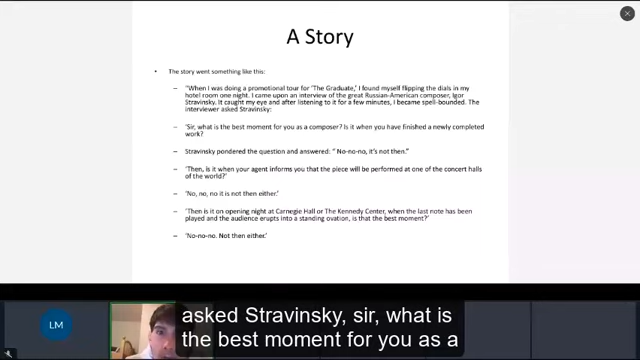 A Story
• The story went something like this:
– "When I was doing a promotional tour for 'The Graduate,' I found myself flipping the dials in my
hotel room one night. I came upon an interview of the great Russian-American composer, Igor
Stravinsky. It caught my eye and after listening to it for a few minutes, I became spell-bounded. The
interviewer asked Stravinsky:
– 'Sir, what is the best moment for you as a composer? Is it when you have finished a newly completed
work?
– Stravinsky pondered the question and answered: " No-no-no, it's not then."
– 'Then, is it when your agent informs you that the piece will be performed at one of the concert halls
of the world?'
– 'No, no, no it is not then either.'
– 'Then is it on opening night at Carnegie Hall or The Kennedy Center, when the last note has been
played and the audience erupts into a standing ovation, is that the best moment?'
– 'No-no-no. Not then either.'
LM
asked Stravinsky, sir, what is
the best moment for you as a